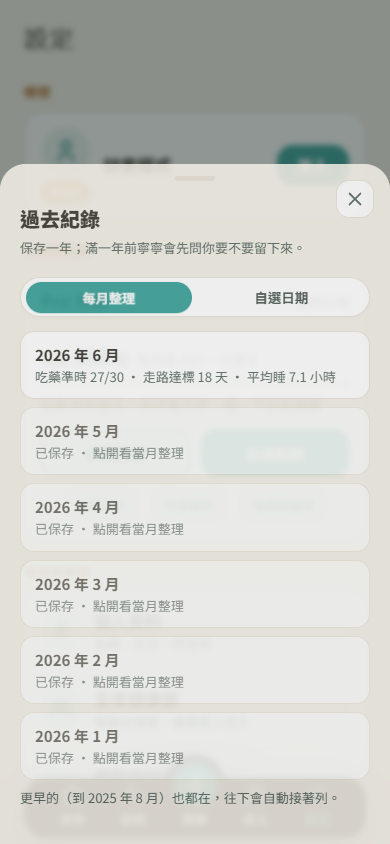 設定
過去紀錄
保存一年；滿一年前寧寧會先問你要不要留下來。
每月整理
自選日期
2026 年 6 月
吃藥準時 27/30 · 走路達標 18 天 · 平均睡 7.1 小時
2026 年 5 月
已保存 · 點開看當月整理
2026 年 4 月
已保存 · 點開看當月整理
2026 年 3 月
已保存 · 點開看當月整理
2026 年 2 月
已保存 · 點開看當月整理
2026 年 1 月
已保存 · 點開看當月整理
更早的（到 2025 年 8 月）也都在，往下會自動接著列。